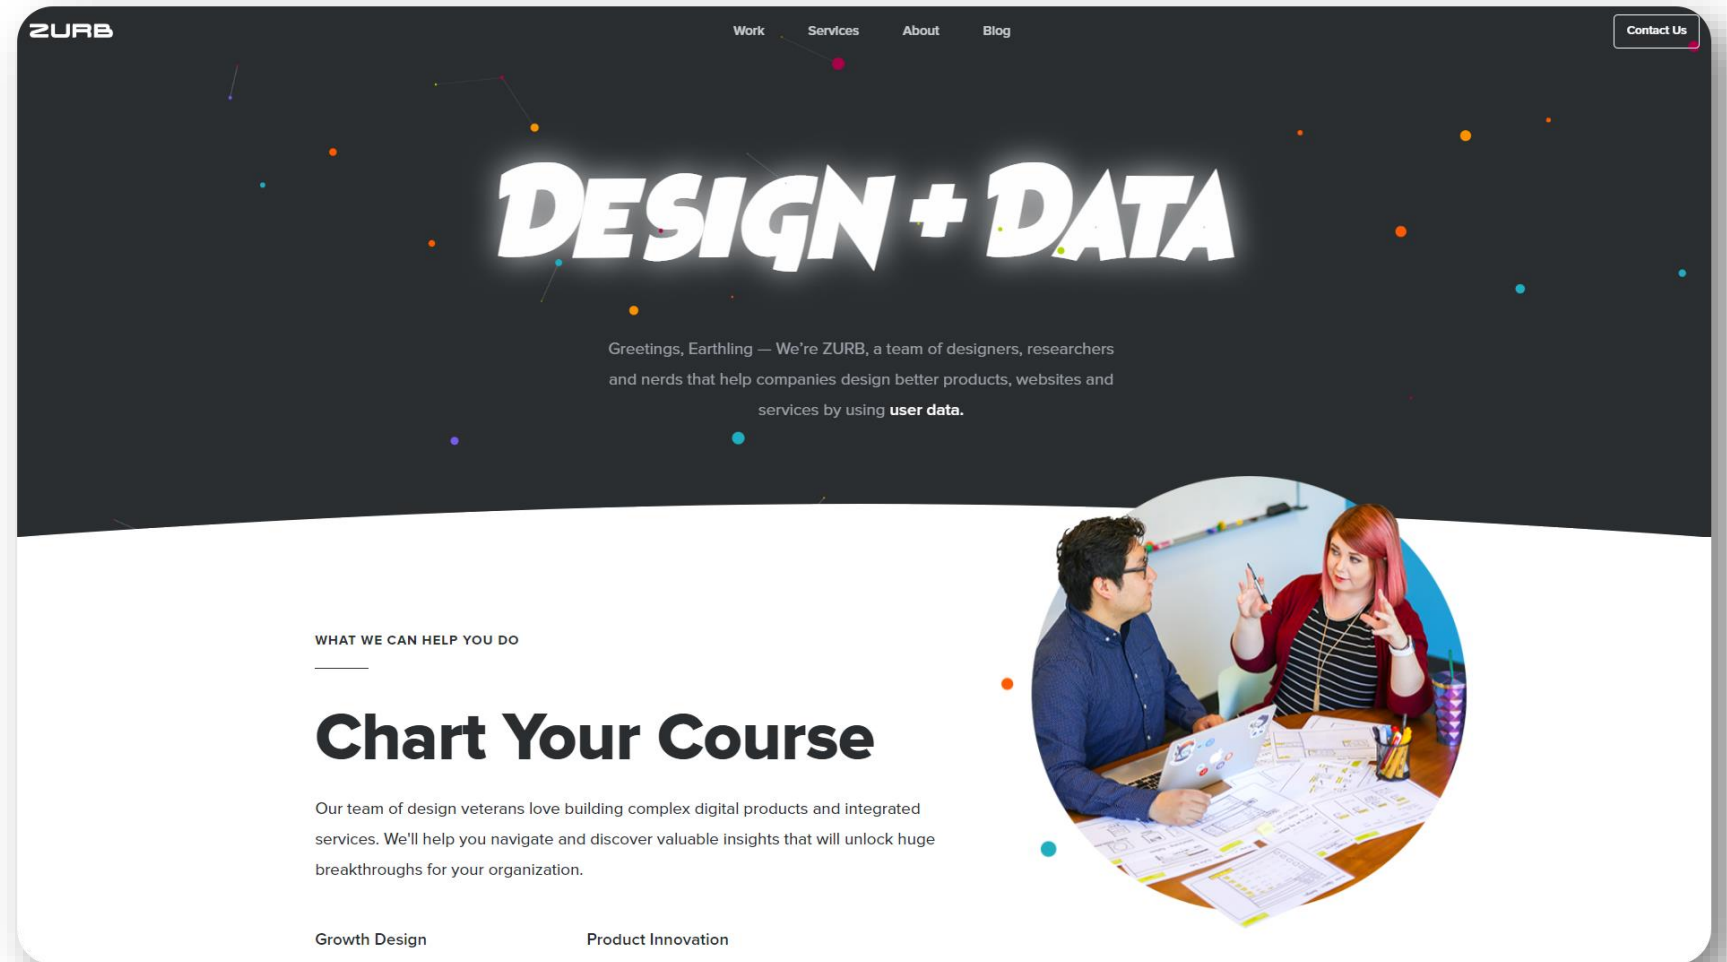 ZURB
Work
Services
About
Blog
Contact Us
DESIGN + DATA
Greetings, Earthling — We’re ZURB, a team of designers, researchers
and nerds that help companies design better products, websites and
services by using user data.
WHAT WE CAN HELP YOU DO
Chart Your Course
Our team of design veterans love building complex digital products and integrated
services. We'll help you navigate and discover valuable insights that will unlock huge
breakthroughs for your organization.
Growth Design
Product Innovation